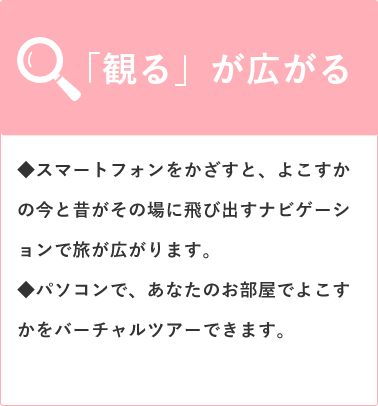 「観る」が広がる
◆スマートフォンをかざすと、よこすか
の今と昔がその場に飛び出すナビゲーシ
ョンで旅が広がります。
◆パソコンで、あなたのお部屋でよこす
かをバーチャルツアーできます。